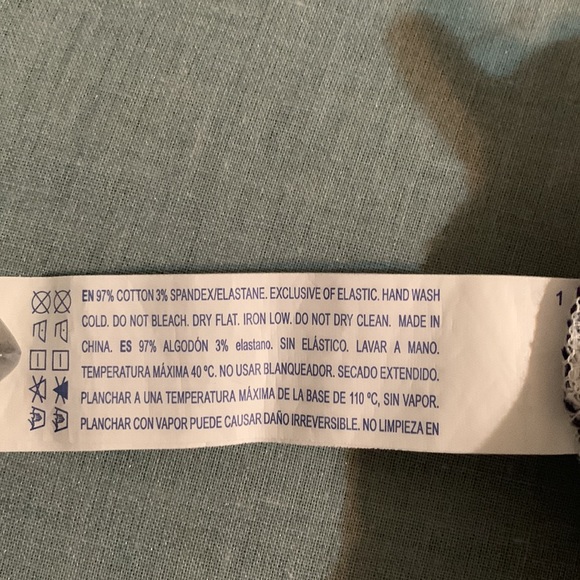 EN 97% COTTON 3% SPANDEX/ELASTANE. EXCLUSIVE OF ELASTIC. HAND WASH
COLD. DO NOT BLEACH. DRY FLAT. IRON LOW. DO NOT DRY CLEAN. MADE IN
CHINA. ES 97% ALGODÓN 3% elastano. SIN ELÁSTICO. LAVAR A MANO.
TEMPERATURA MÁXIMA 40 ºC. NO USAR BLANQUEADOR. SECADO EXTENDIDO.
PLANCHAR A UNA TEMPERATURA MÁXIMA DE LA BASE DE 110 ºC, SIN VAPOR.
PLANCHAR CON VAPOR PUEDE CAUSAR DAÑO IRREVERSIBLE. NO LIMPIEZA EN
1